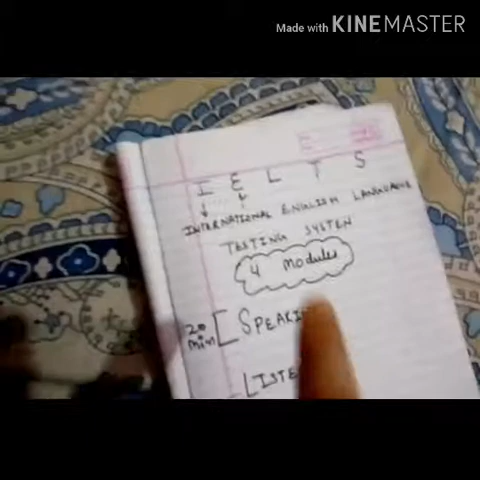 Made with KINEMASTER
I E L T S
INTERNATIONAL ENGLISH LANGUAGE
TESTING SYSTEM
4 modules
20 min [ SPEAKI
LISTE